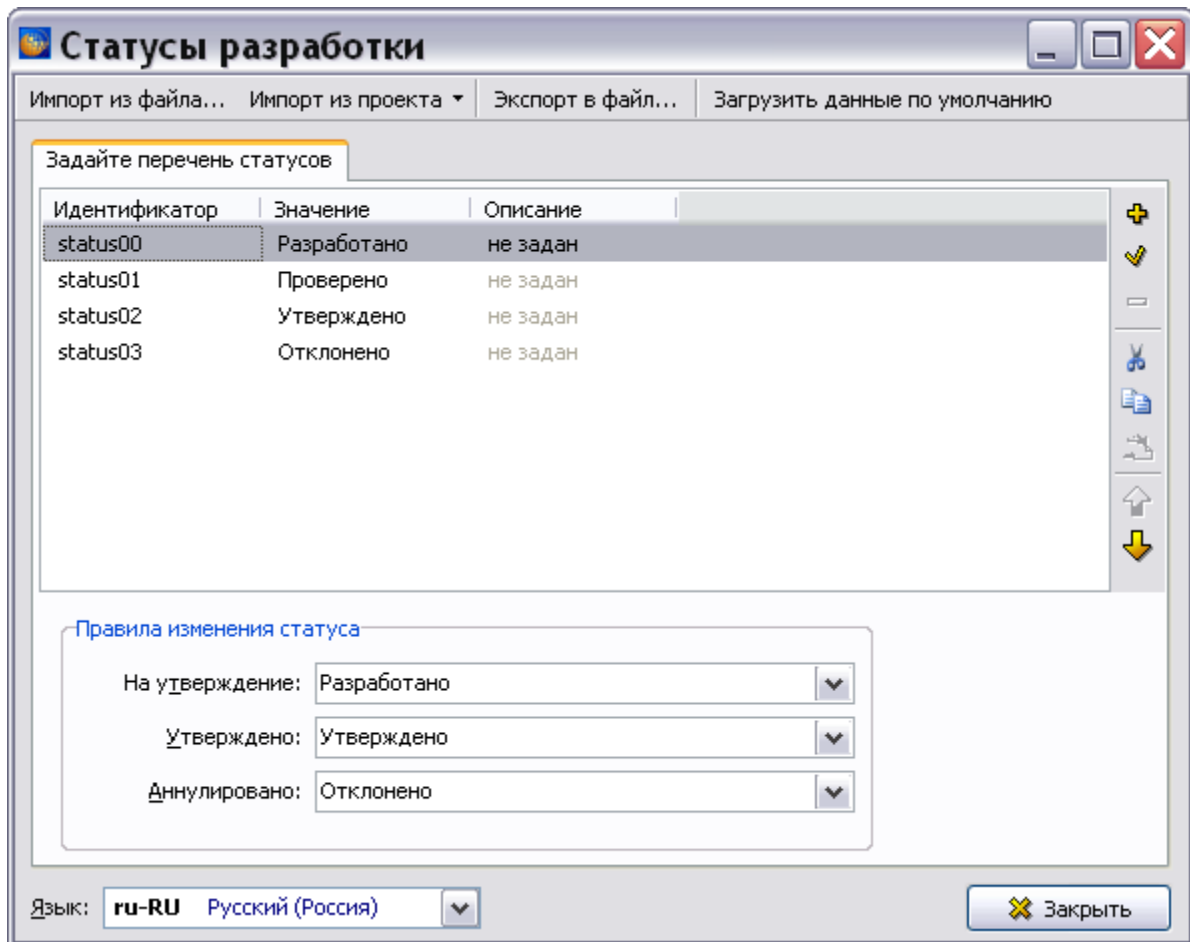 Статусы разработки
Импорт из файла... Импорт из проекта Экспорт в файл... Загрузить данные по умолчанию
Задайте перечень статусов
Идентификатор Значение Описание
status00 Разработано не задан
status01 Проверено не задан
status02 Утверждено не задан
status03 Отклонено не задан
Правила изменения статуса
На утверждение: Разработано
Утверждено: Утверждено
Аннулировано: Отклонено
Язык: ru-RU Русский (Россия) Закрыть